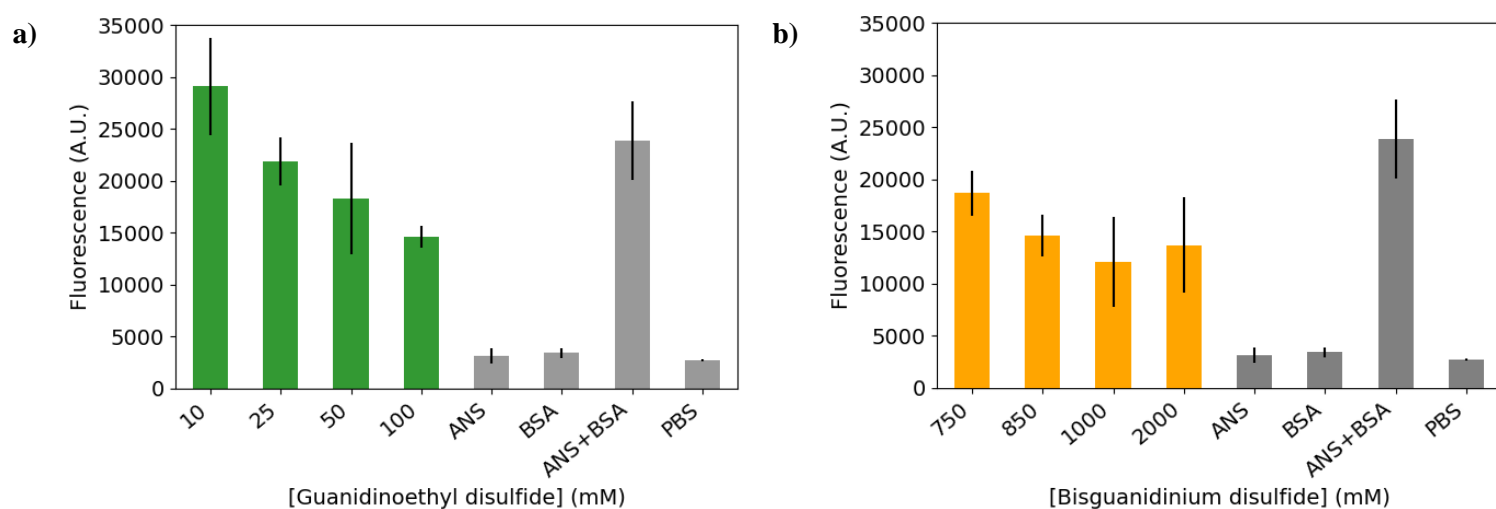 a)
Fluorescence (A.U.)
35000
30000
25000
20000
15000
10000
5000
0
10 25 50 100 ANS BSA ANS+BSA PBS
[Guanidinoethyl disulfide] (mM)
b)
Fluorescence (A.U.)
35000
30000
25000
20000
15000
10000
5000
0
750 850 1000 2000 ANS BSA ANS+BSA PBS
[Bisguanidinium disulfide] (mM)